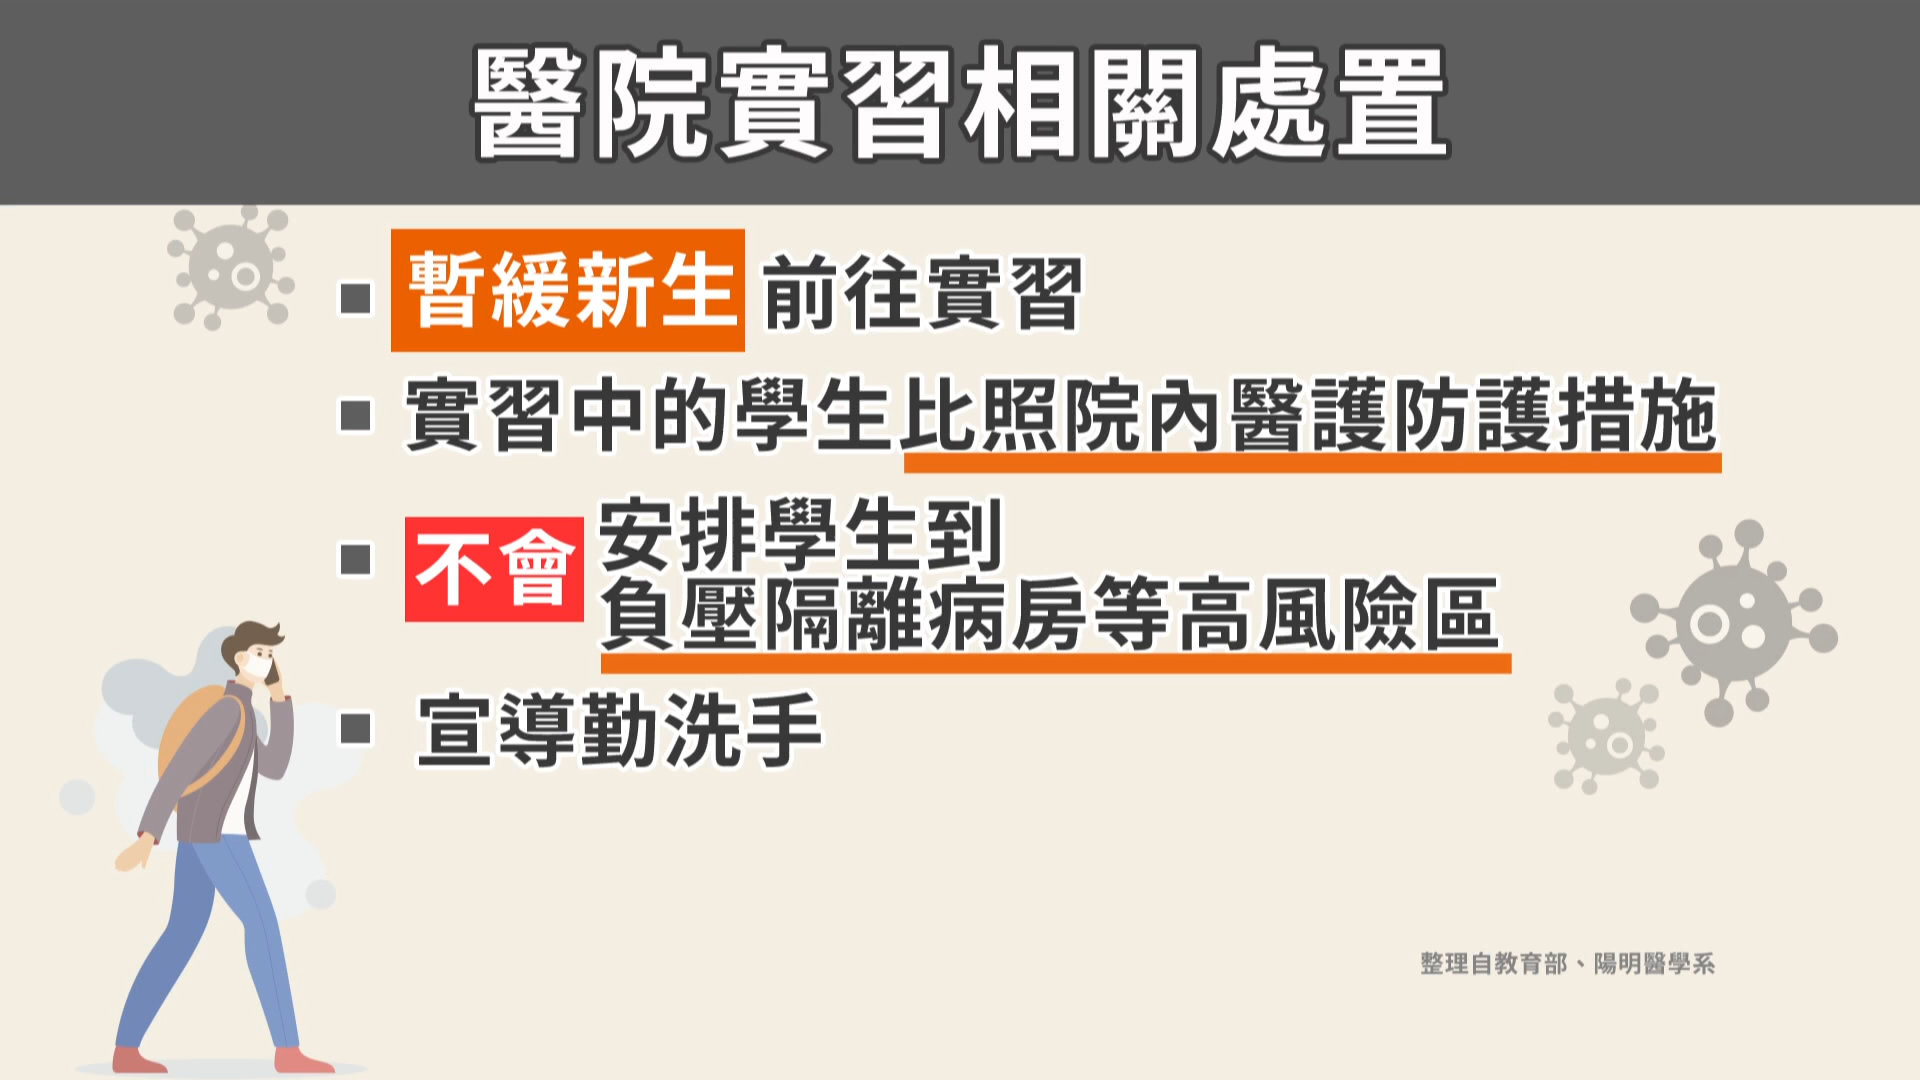 醫院實習相關處置
暫緩新生 前往實習
實習中的學生比照院內醫護防護措施
不會 安排學生到
負壓隔離病房等高風險區
宣導勤洗手
整理自教育部、陽明醫學系